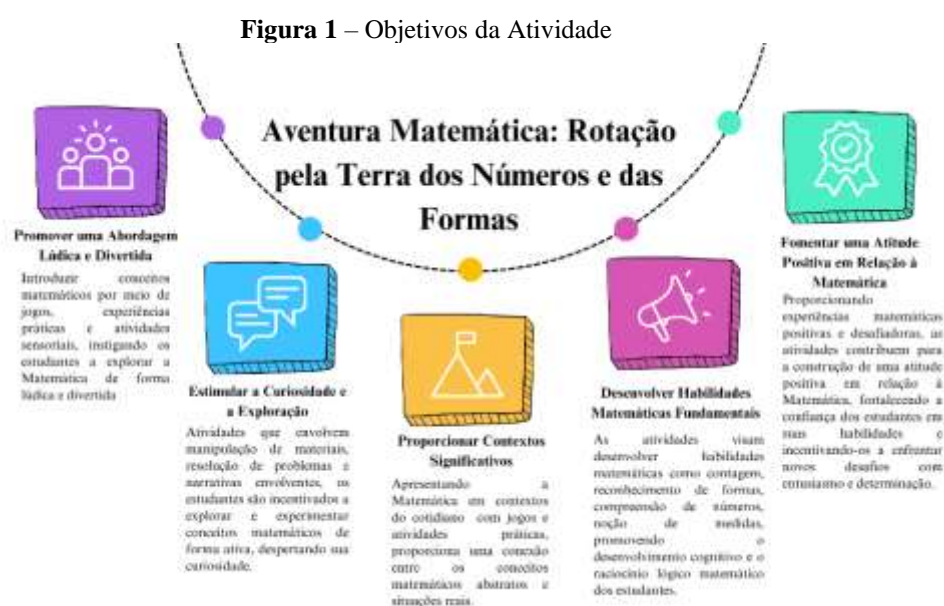 Figura 1 – Objetivos da Atividade
Aventura Matemática: Rotação
pela Terra dos Números e das
Formas
Promover uma Abordagem
Lúdica e Divertida
Introduzir conceitos
matemáticos por meio de
jogos, experiências
práticas e atividades
sensoriais, instigando os
estudantes a explorar a
Matemática de forma
lúdica e divertida
Estimular a Curiosidade e
a Exploração
Atividades que envolvem
manipulação de materiais,
resolução de problemas e
narrativas envolventes, os
estudantes são incentivados a
explorar e experimentar
conceitos matemáticos de
forma ativa, despertando sua
curiosidade.
Proporcionar Contextos
Significativos
Apresentando a
Matemática em contextos
do cotidiano com jogos e
atividades práticas,
proporciona uma conexão
entre os conceitos
matemáticos abstratos e
situações reais.
Desenvolver Habilidades
Matemáticas Fundamentais
As atividades visam
desenvolver habilidades
matemáticas como contagem,
reconhecimento de formas,
compreensão de números,
noção de medidas,
promovendo o
desenvolvimento cognitivo e o
raciocínio lógico matemático
dos estudantes.
Fomentar uma Atitude
Positiva em Relação à
Matemática
Proporcionando
experiências matemáticas
positivas e desafiadoras, as
atividades contribuem para
a construção de uma atitude
positiva em relação à
Matemática, fortalecendo a
confiança dos estudantes em
suas habilidades e
incentivando-os a enfrentar
novos desafios com
entusiasmo e determinação.